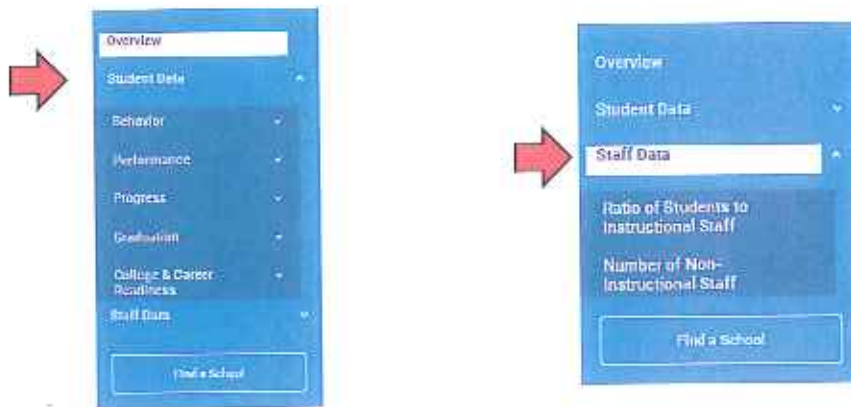 Overview
Student Data
Behavior
Performance
Progress
Graduation
College & Career
Readiness
Staff Data
Find a School
Overview
Student Data
Staff Data
Ratio of Students to
Instructional Staff
Number of Non-
Instructional Staff
Find a School